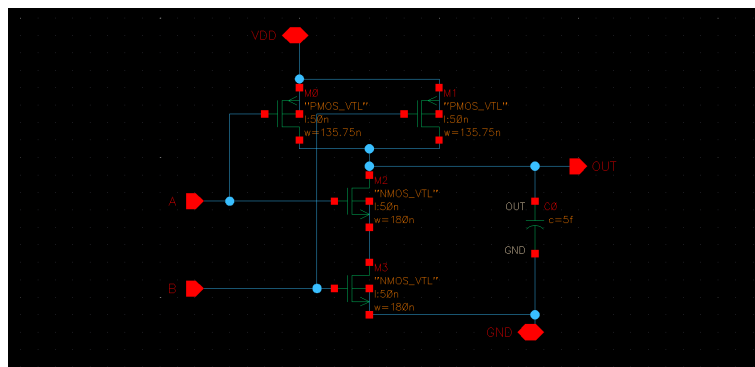 VDD
M0
"PMOS_VTL"
l:50n
w=135.75n
M1
"PMOS_VTL"
l:50n
w=135.75n
OUT
M2
"NMOS_VTL"
l:50n
w=180n
A
OUT
C0
c=5f
GND
M3
"NMOS_VTL"
l:50n
w=180n
B
GND